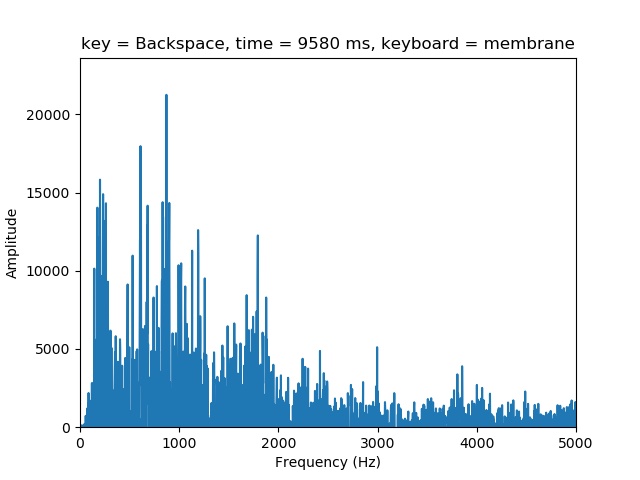 key = Backspace, time = 9580 ms, keyboard = membrane
20000
15000
10000
5000
0
Amplitude
0 1000 2000 3000 4000 5000
Frequency (Hz)